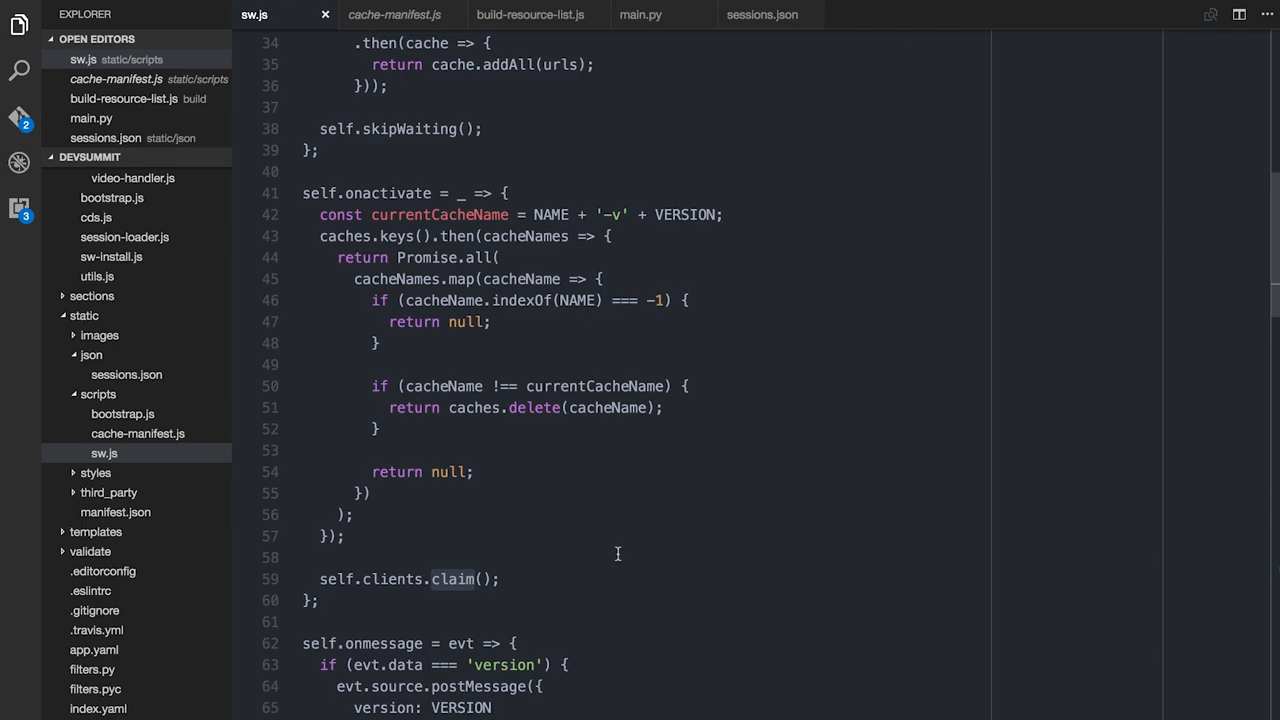 EXPLORER
OPEN EDITORS
sw.js static/scripts
cache-manifest.js static/scripts
build-resource-list.js build
main.py
sessions.json static/json
DEVSUMMIT
video-handler.js
bootstrap.js
cds.js
session-loader.js
sw-install.js
utils.js
sections
static
images
json
sessions.json
scripts
bootstrap.js
cache-manifest.js
sw.js
styles
third_party
manifest.json
templates
validate
.editorconfig
.eslintrc
.gitignore
.travis.yml
app.yaml
filters.py
filters.pyc
index.yaml
2
3
sw.js cache-manifest.js build-resource-list.js main.py sessions.json
34 .then(cache => {
35 return cache.addAll(urls);
36 }));
37
38 self.skipWaiting();
39 };
40
41 self.onactivate = _ => {
42 const currentCacheName = NAME + '-v' + VERSION;
43 caches.keys().then(cacheNames => {
44 return Promise.all(
45 cacheNames.map(cacheName => {
46 if (cacheName.indexOf(NAME) === -1) {
47 return null;
48 }
49
50 if (cacheName !== currentCacheName) {
51 return caches.delete(cacheName);
52 }
53
54 return null;
55 })
56 );
57 });
58
59 self.clients.claim();
60 };
61
62 self.onmessage = evt => {
63 if (evt.data === 'version') {
64 evt.source.postMessage({
65 version: VERSION